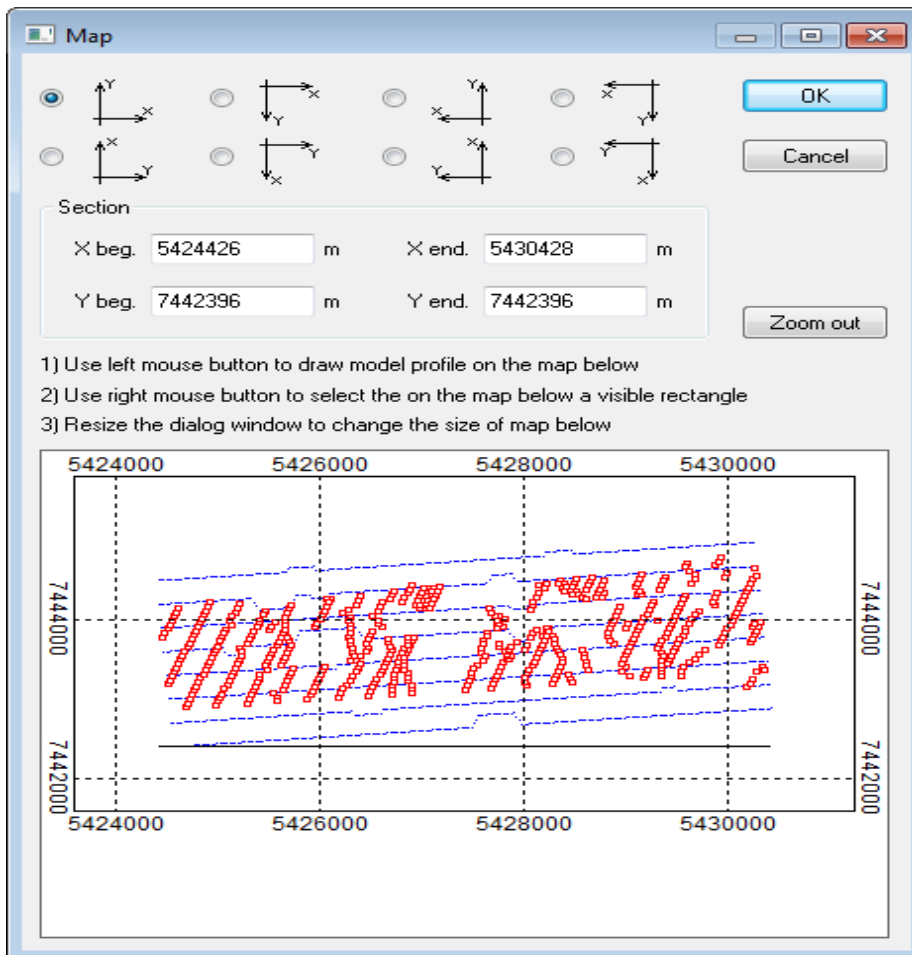 Map
Y X X Y Y X X Y
X Y Y X X Y Y X
OK
Cancel
Section
X beg. 5424426 m X end. 5430428 m
Y beg. 7442396 m Y end. 7442396 m
Zoom out
1) Use left mouse button to draw model profile on the map below
2) Use right mouse button to select the on the map below a visible rectangle
3) Resize the dialog window to change the size of map below
5424000 5426000 5428000 5430000
7444000 7444000
7442000 7442000
5424000 5426000 5428000 5430000